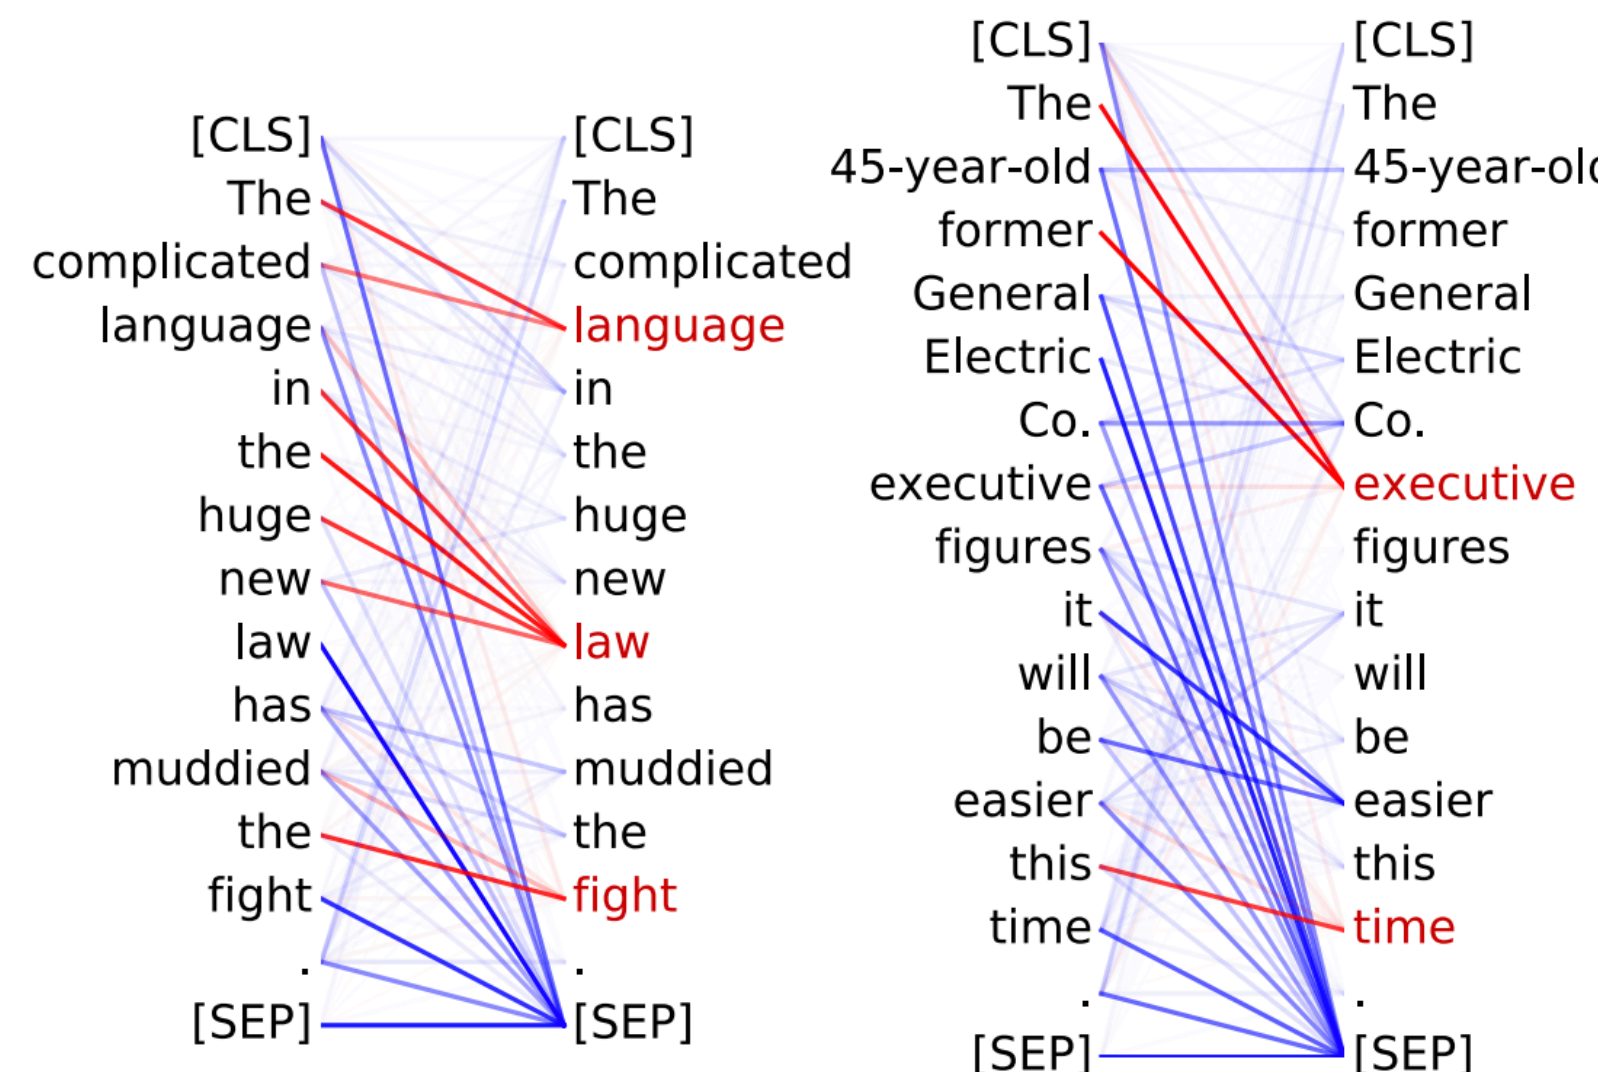 [CLS] [CLS]
The The
complicated complicated
language language
in in
the the
huge huge
new new
law law
has has
muddied muddied
the the
fight fight
. .
[SEP] [SEP]
[CLS] [CLS]
The The
45-year-old 45-year-old
former former
General General
Electric Electric
Co. Co.
executive executive
figures figures
it it
will will
be be
easier easier
this this
time time
. .
[SEP] [SEP]